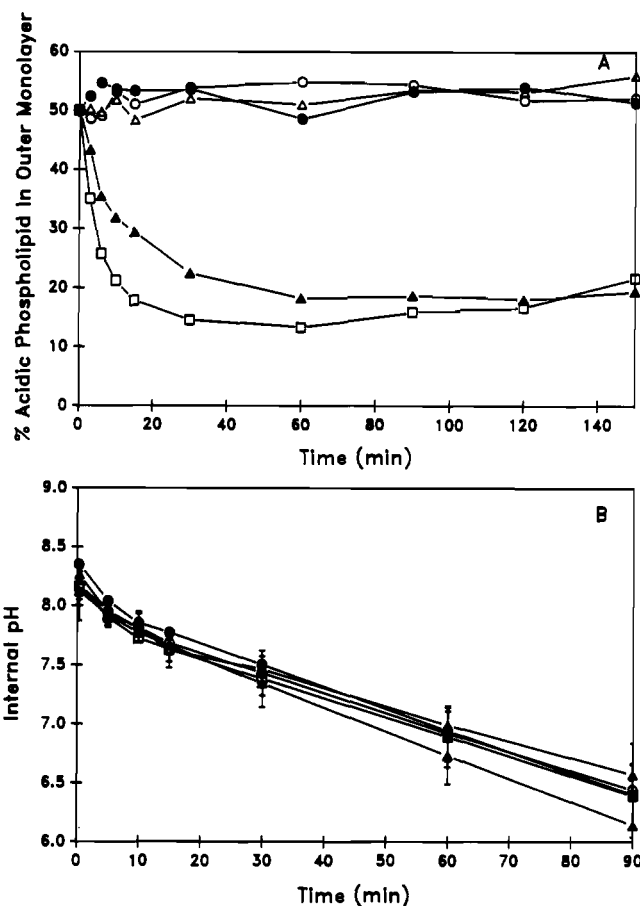 A
% Acidic Phospholipid in Outer Monolayer
60
50
40
30
20
10
0
0 20 40 60 80 100 120 140
Time (min)
B
Internal pH
9.0
8.5
8.0
7.5
7.0
6.5
6.0
0 10 20 30 40 50 60 70 80 90
Time (min)